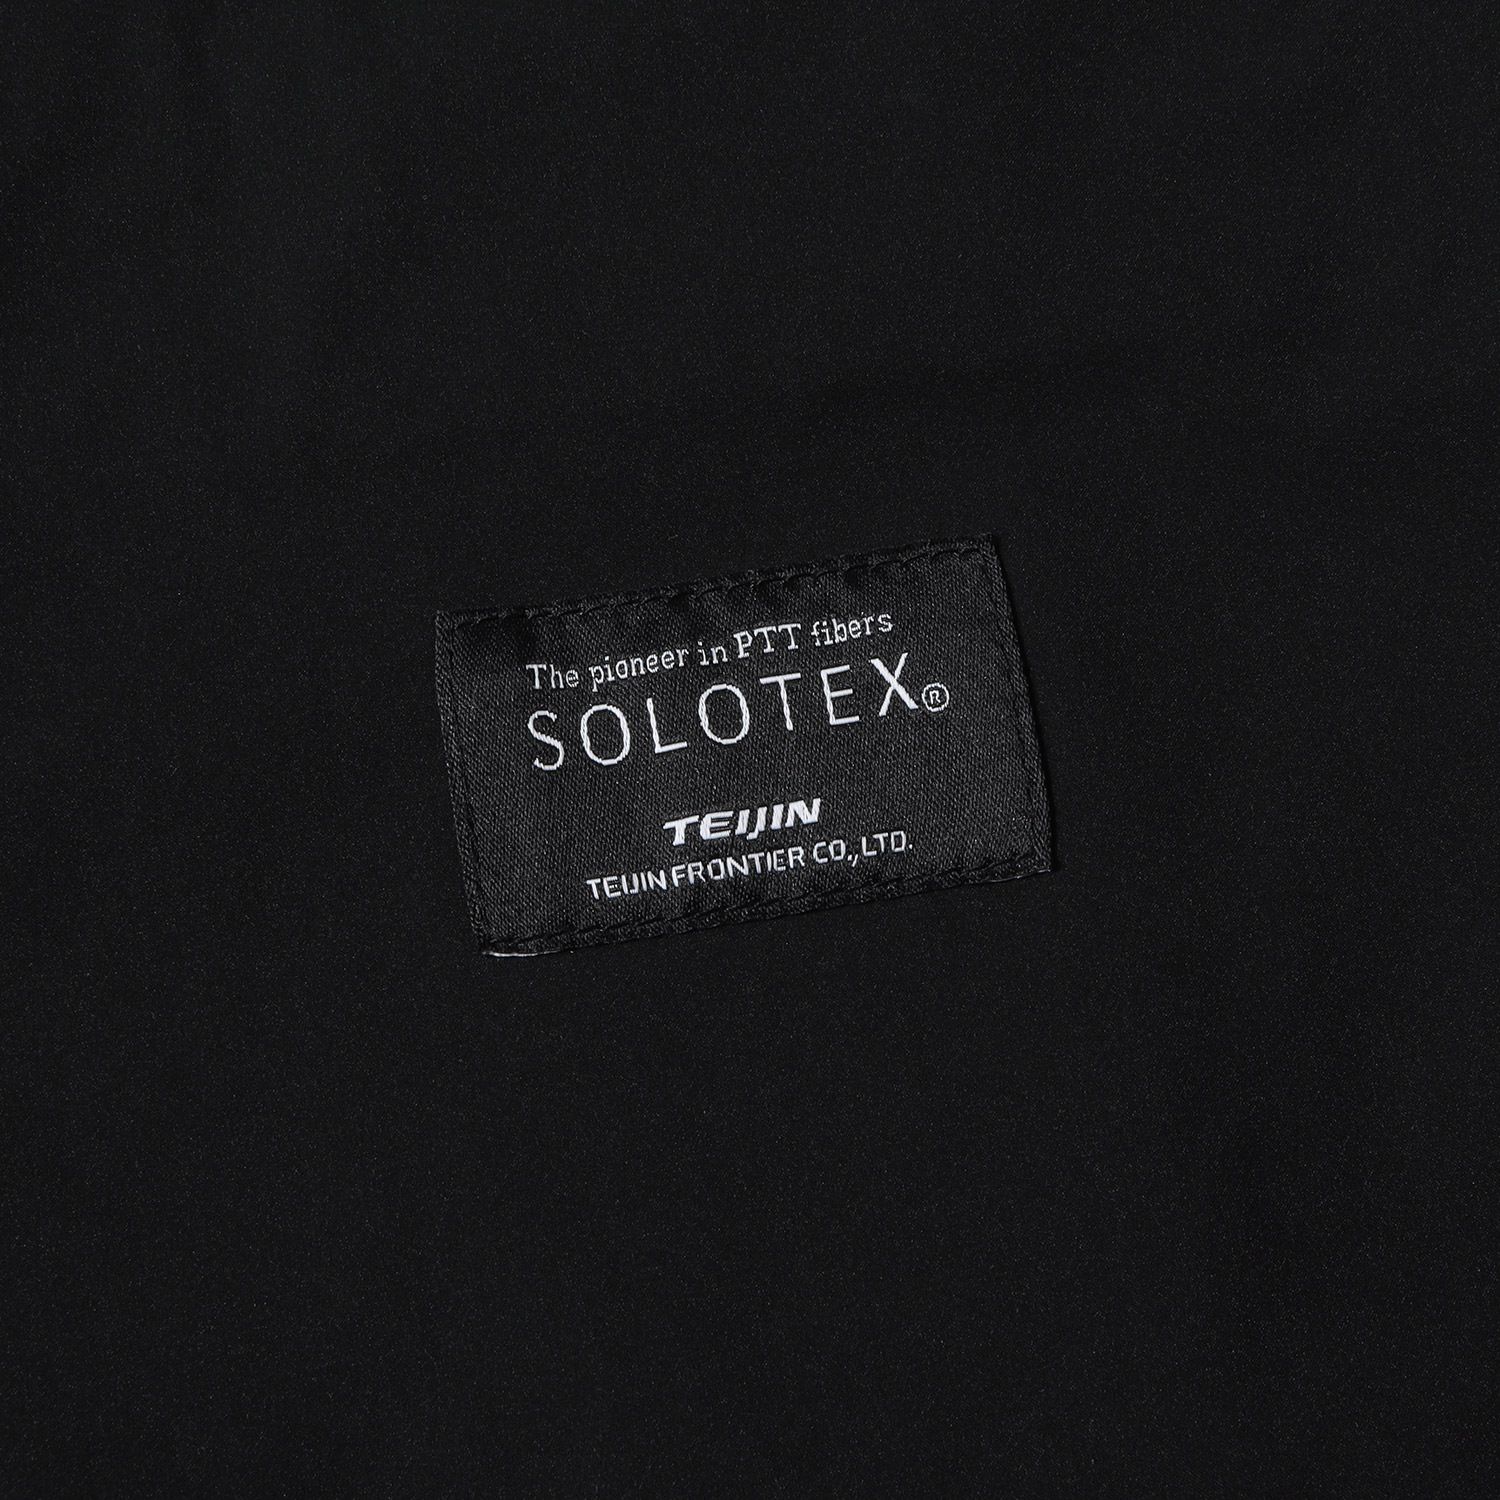 The pioneer in PTT fibers
SOLOTEX®
TEIJIN
TEIJIN FRONTIER CO., LTD.